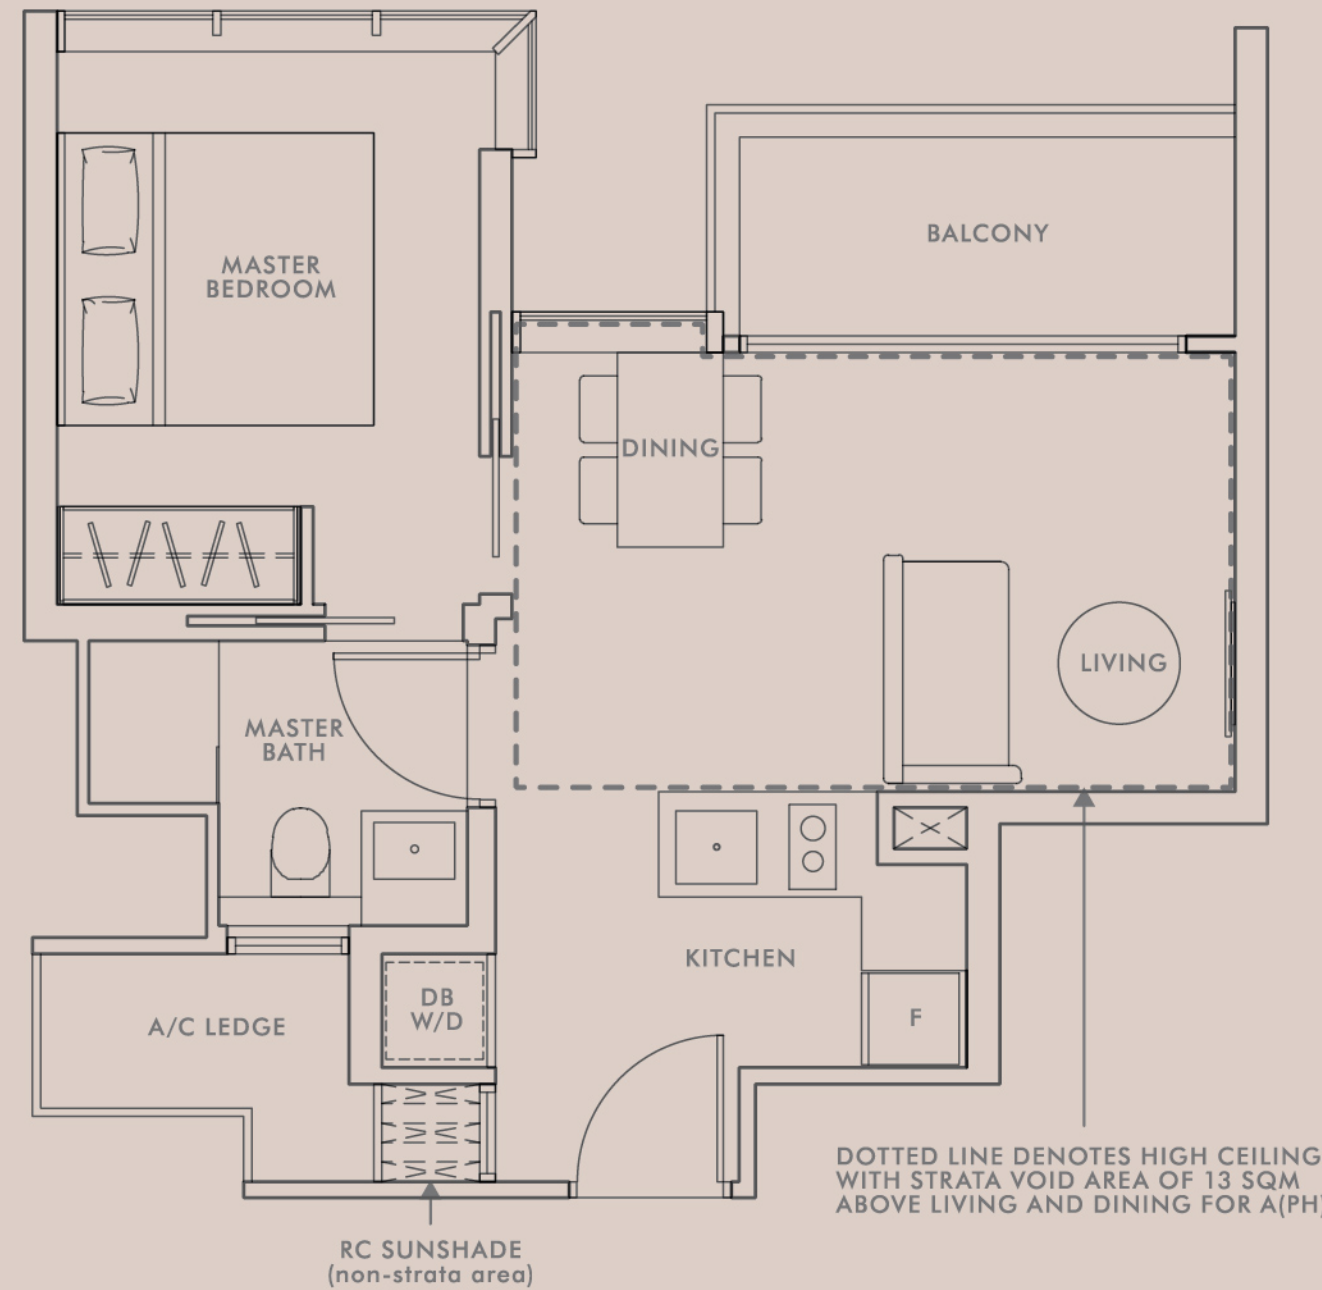 BALCONY
MASTER
BEDROOM
DINING
LIVING
MASTER
BATH
KITCHEN
DB
W/D
A/C LEDGE
F
DOTTED LINE DENOTES HIGH CEILING
WITH STRATA VOID AREA OF 13 SQM
ABOVE LIVING AND DINING FOR A(PH)
RC SUNSHADE
(non-strata area)